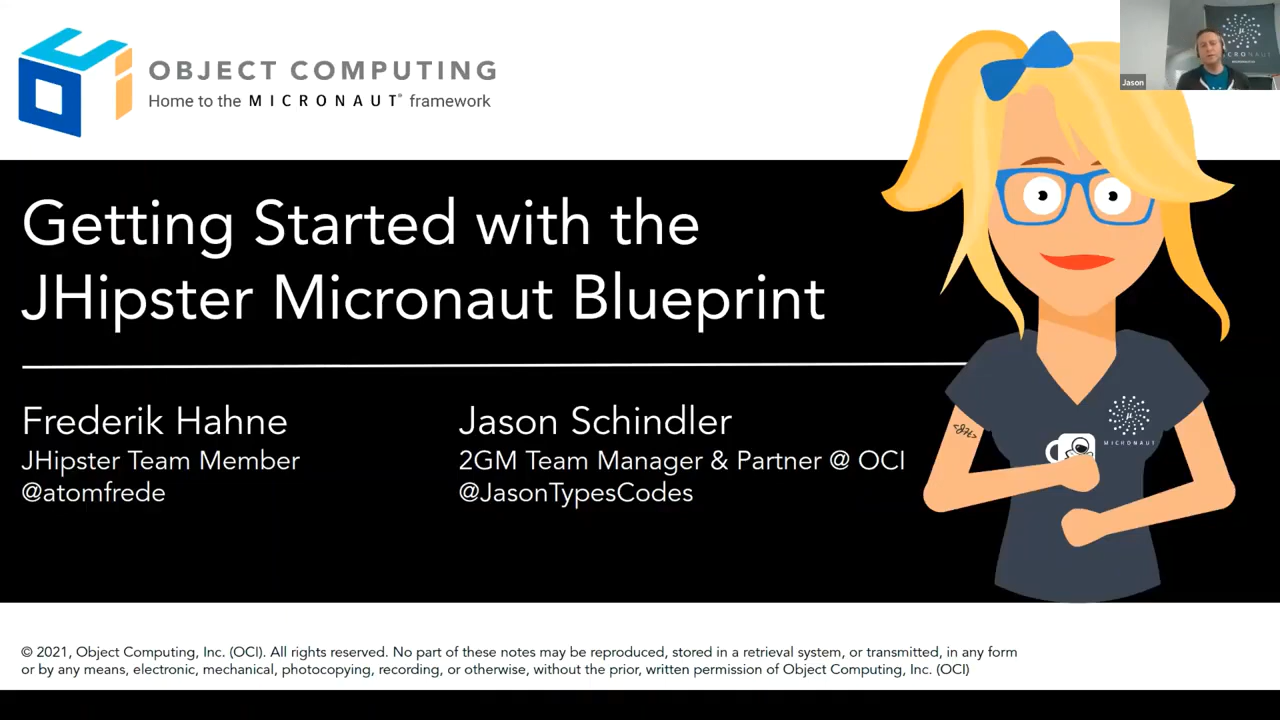 OBJECT COMPUTING
Home to the MICRONAUT® framework
Jason
Getting Started with the
JHipster Micronaut Blueprint
Frederik Hahne
JHipster Team Member
@atomfrede
Jason Schindler
2GM Team Manager & Partner @ OCI
@JasonTypesCodes
<JH>
µ
MICRONAUT
© 2021, Object Computing, Inc. (OCI). All rights reserved. No part of these notes may be reproduced, stored in a retrieval system, or transmitted, in any form
or by any means, electronic, mechanical, photocopying, recording, or otherwise, without the prior, written permission of Object Computing, Inc. (OCI)